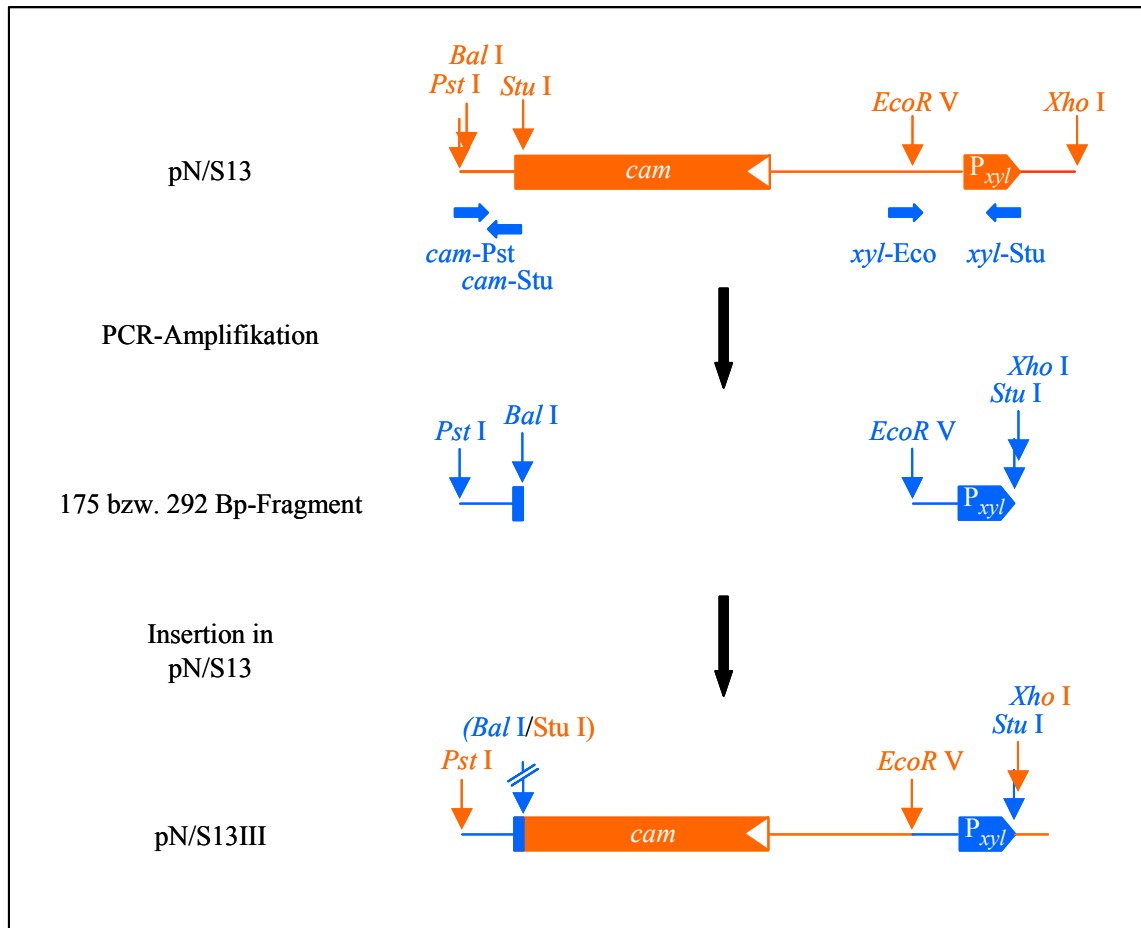 Bal I
Pst I
Stu I
EcoR V
Xho I
pN/S13
cam
Pxyl
cam-Pst
cam-Stu
xyl-Eco
xyl-Stu
PCR-Amplifikation
Xho I
Stu I
Pst I
Bal I
EcoR V
175 bzw. 292 Bp-Fragment
Pxyl
Insertion in
pN/S13
(Bal I/Stu I)
Xho I
Stu I
Pst I
EcoR V
pN/S13III
cam
Pxyl